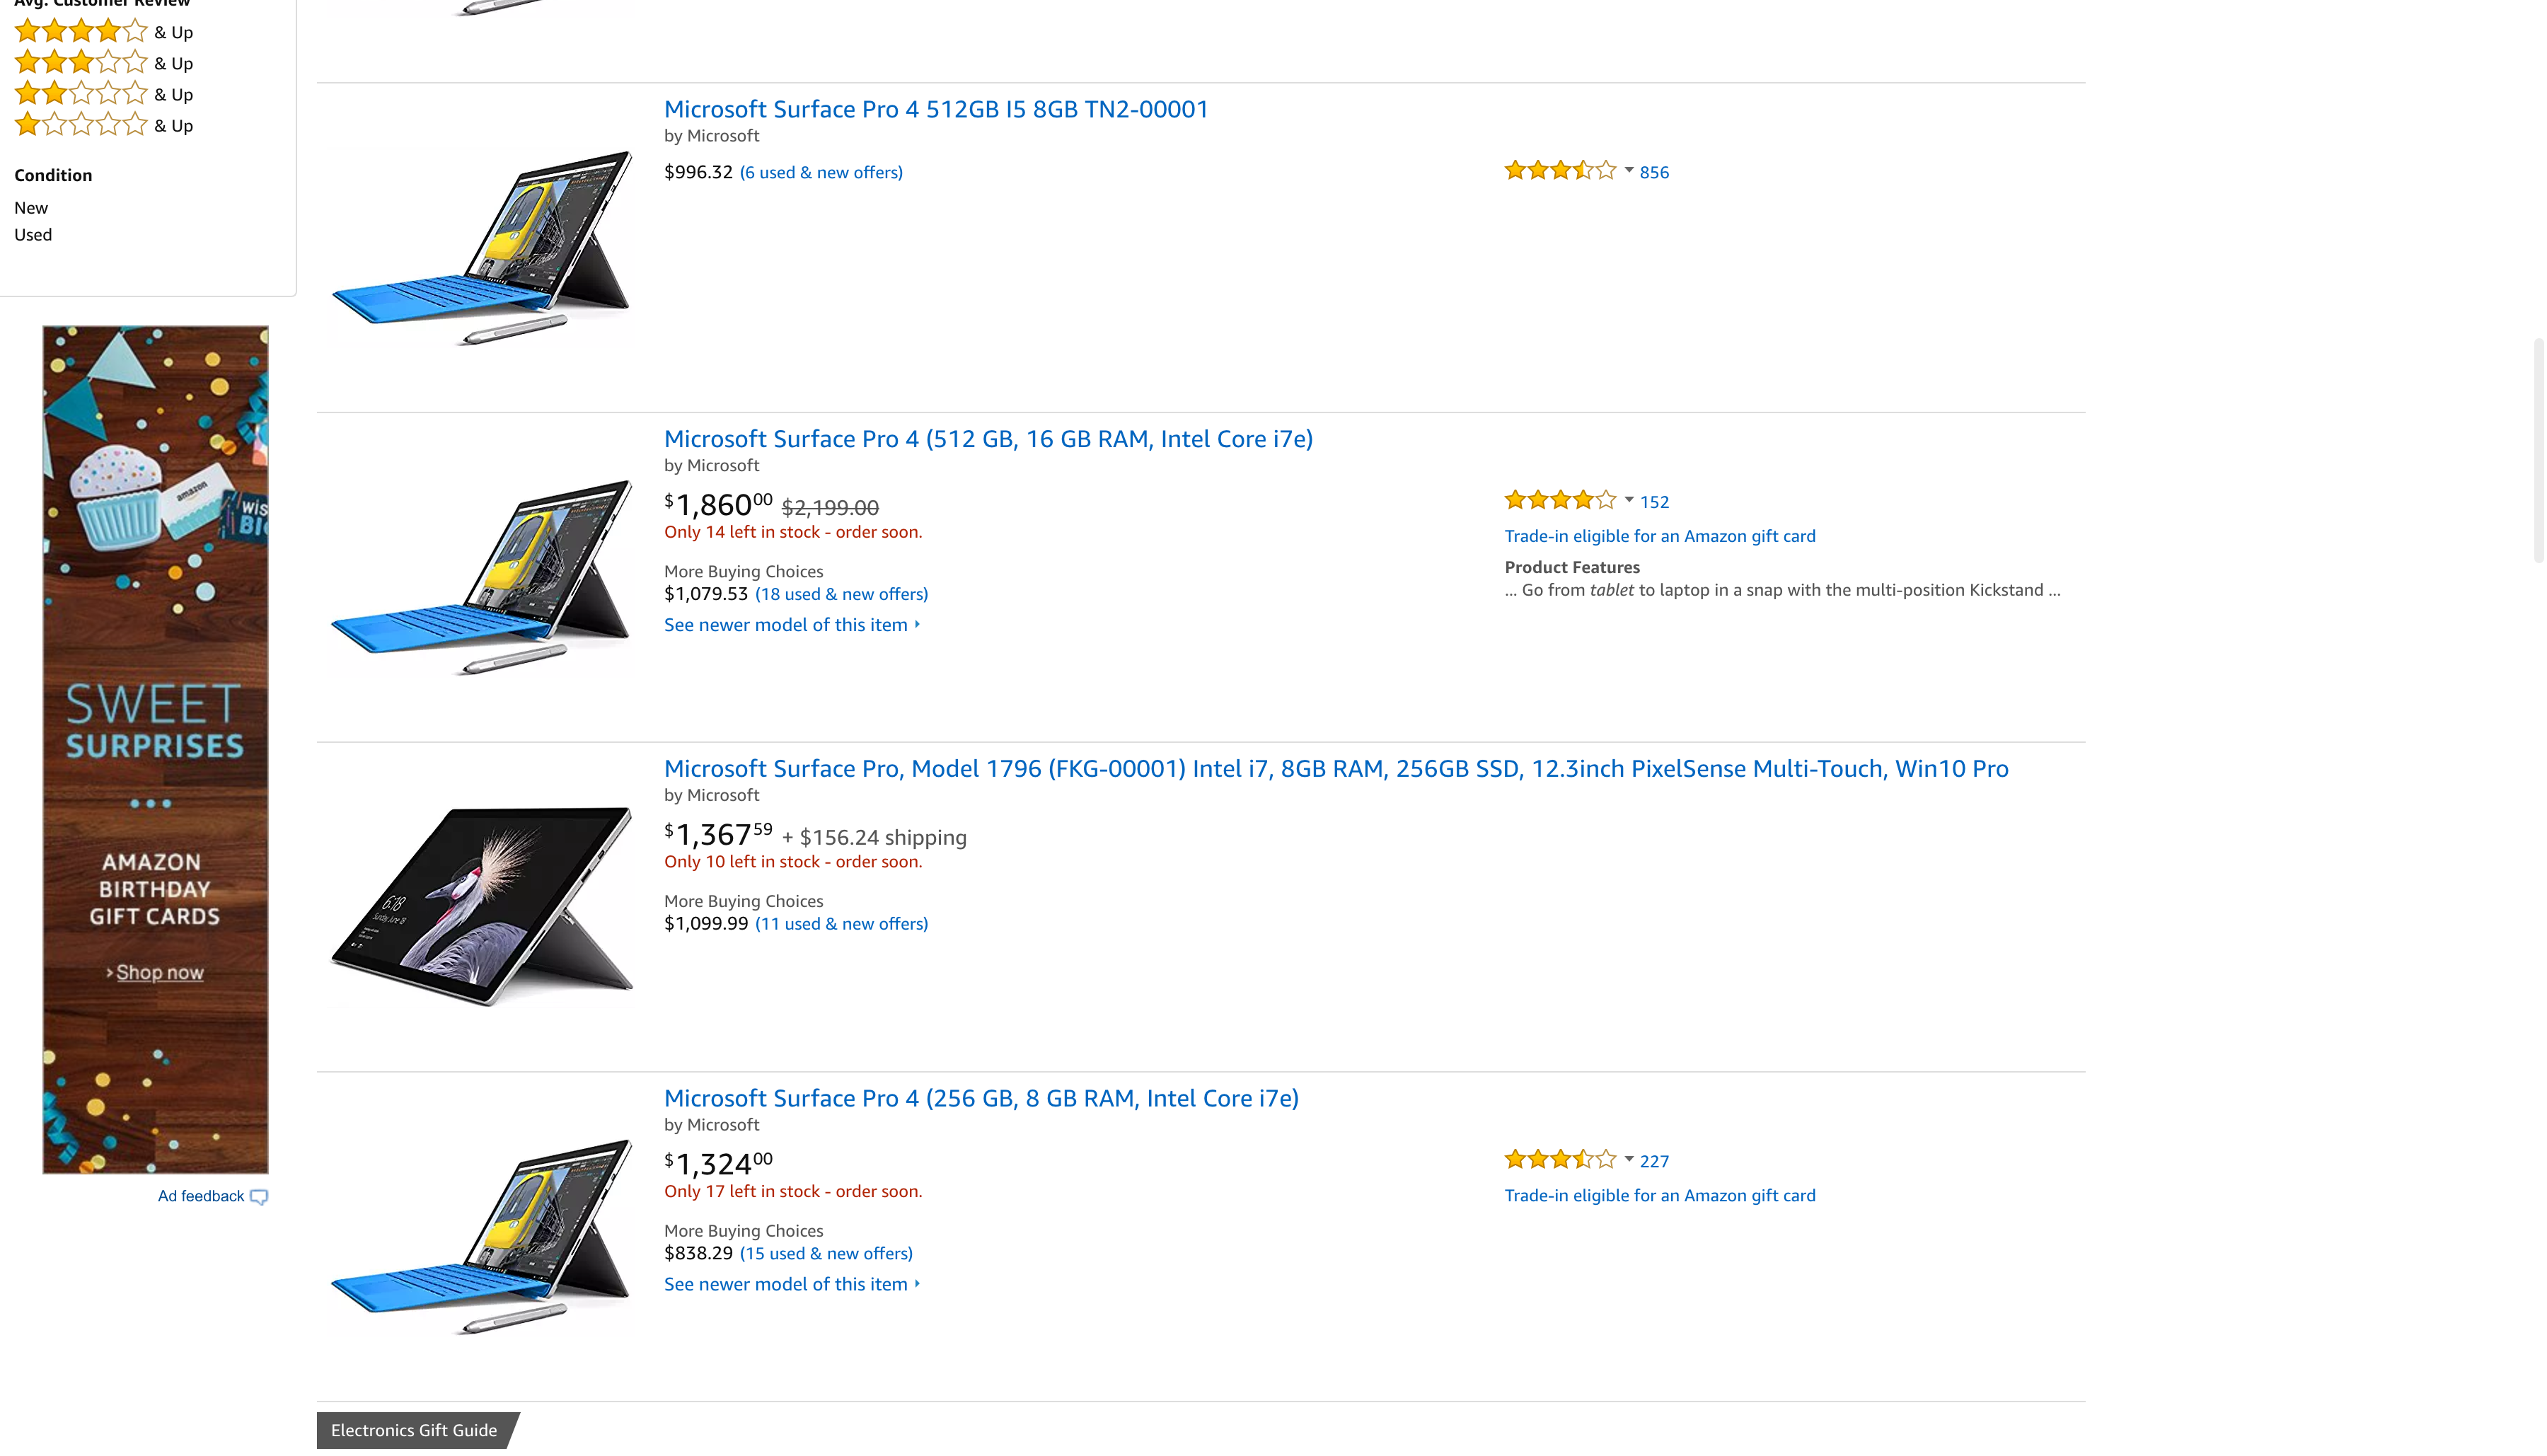 Avg. Customer Review
& Up
& Up
& Up
& Up
Condition
New
Used
amazon
SWEET
SURPRISES
AMAZON
BIRTHDAY
GIFT CARDS
› Shop now
Ad feedback
Microsoft Surface Pro 4 512GB I5 8GB TN2-00001
by Microsoft
$996.32 (6 used & new offers)
856
Microsoft Surface Pro 4 (512 GB, 16 GB RAM, Intel Core i7e)
by Microsoft
$1,860.00 $2,199.00
Only 14 left in stock - order soon.
More Buying Choices
$1,079.53 (18 used & new offers)
See newer model of this item
152
Trade-in eligible for an Amazon gift card
Product Features
... Go from tablet to laptop in a snap with the multi-position Kickstand ...
Microsoft Surface Pro, Model 1796 (FKG-00001) Intel i7, 8GB RAM, 256GB SSD, 12.3inch PixelSense Multi-Touch, Win10 Pro
by Microsoft
$1,367.59 + $156.24 shipping
Only 10 left in stock - order soon.
More Buying Choices
$1,099.99 (11 used & new offers)
6:18
Microsoft Surface Pro 4 (256 GB, 8 GB RAM, Intel Core i7e)
by Microsoft
$1,324.00
Only 17 left in stock - order soon.
More Buying Choices
$838.29 (15 used & new offers)
See newer model of this item
227
Trade-in eligible for an Amazon gift card
Electronics Gift Guide